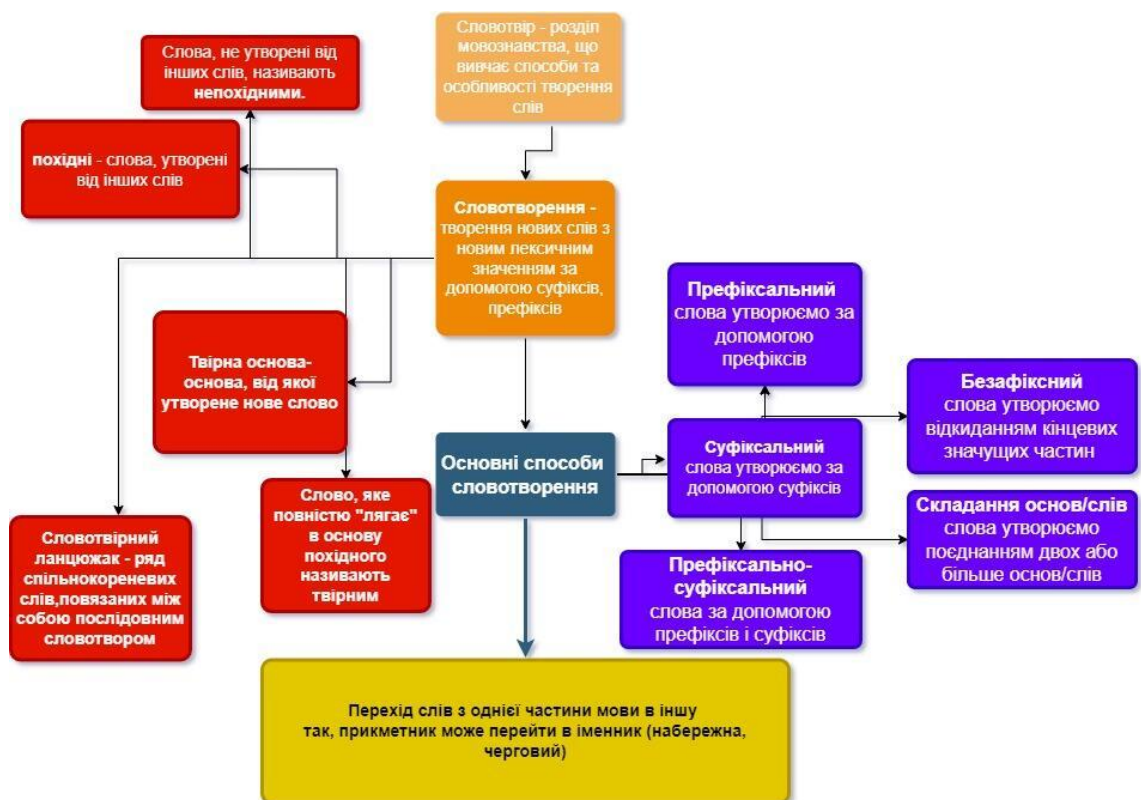 Словотвір - розділ
мовознавства, що
вивчає способи та
особливості творення
слів
Слова, не утворені від
інших слів, називають
непохідними.
похідні - слова, утворені
від інших слів
Словотворення -
творення нових слів з
новим лексичним
значенням за
допомогою суфіксів,
префіксів
Твірна основа-
основа, від якої
утворене нове слово
Слово, яке
повністю "лягає"
в основу
похідного
називають
твірним
Словотвірний
ланцюжак - ряд
спільнокореневих
слів,повязаних між
собою послідовним
словотвором
Основні способи
словотворення
Префіксальний
слова утворюємо за
допомогою
префіксів
Суфіксальний
слова утворюємо за
допомогою суфіксів
Безафіксний
слова утворюємо
відкиданням кінцевих
значущих частин
Складання основ/слів
слова утворюємо
поєднанням двох або
більше основ/слів
Префіксально-
суфіксальний
слова за допомогою
префіксів і суфіксів
Перехід слів з однієї частини мови в іншу
так, прикметник може перейти в іменник (набережна,
черговий)